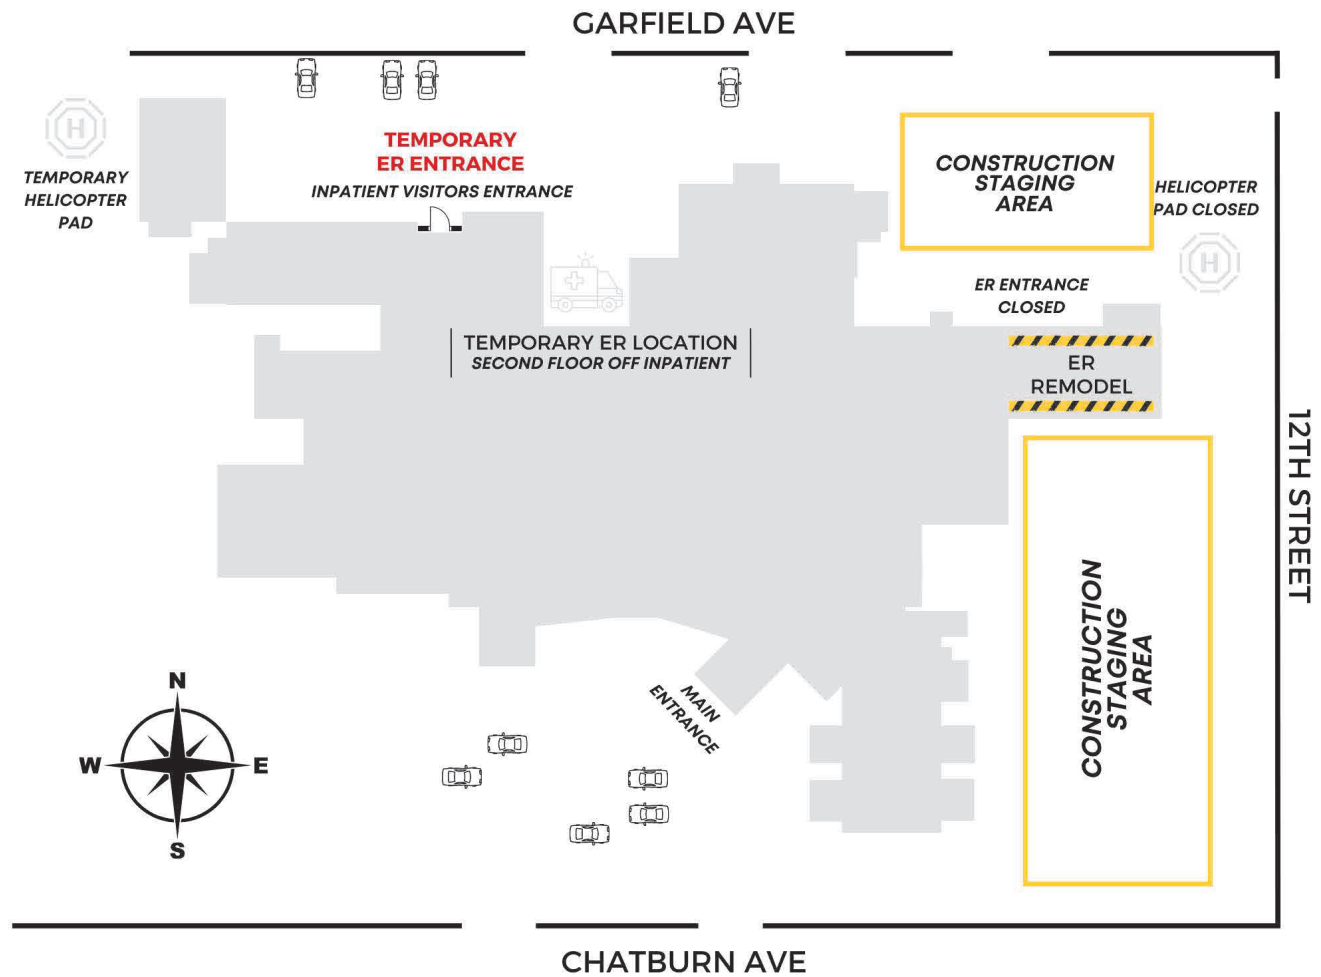 GARFIELD AVE
H
TEMPORARY
HELICOPTER
PAD
TEMPORARY
ER ENTRANCE
INPATIENT VISITORS ENTRANCE
CONSTRUCTION
STAGING
AREA
HELICOPTER
PAD CLOSED
H
ER ENTRANCE
CLOSED
TEMPORARY ER LOCATION
SECOND FLOOR OFF INPATIENT
ER
REMODEL
12TH STREET
CONSTRUCTION
STAGING
AREA
MAIN
ENTRANCE
N
W
E
S
CHATBURN AVE